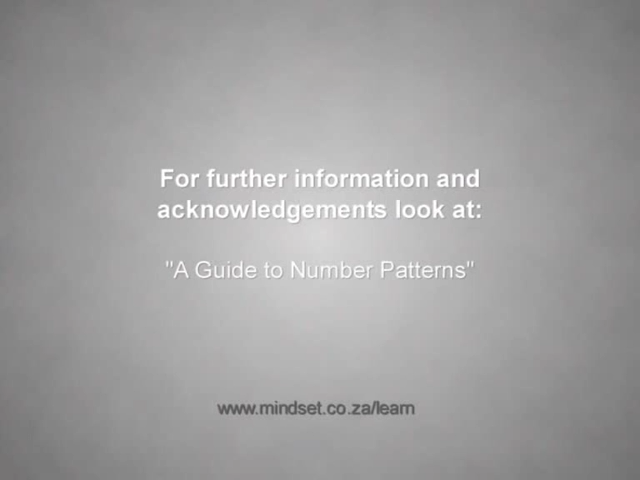 For further information and
acknowledgements look at:
"A Guide to Number Patterns"
www.mindset.co.za/learn